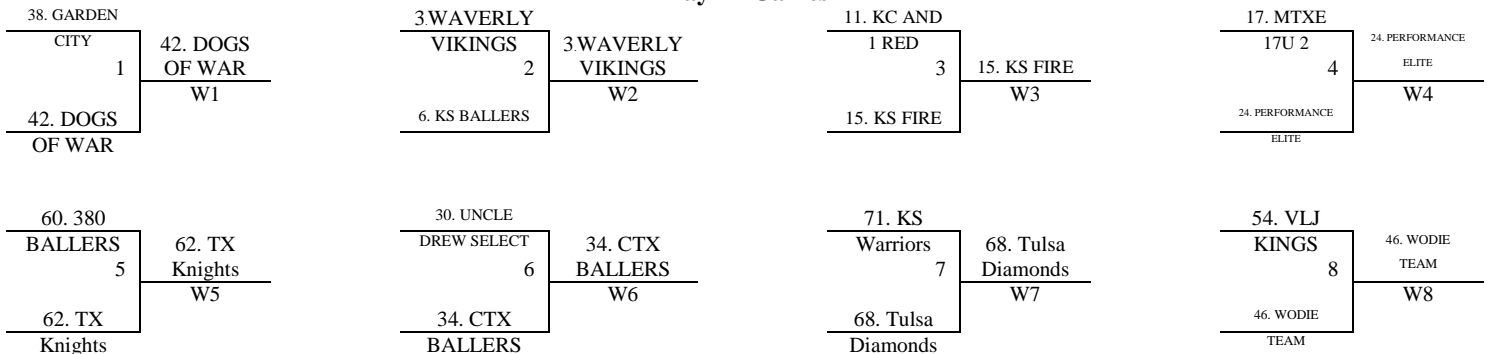 38. GARDEN
CITY
1
42. DOGS
OF WAR
W1
42. DOGS
OF WAR
3.WAVERLY
VIKINGS
2
3.WAVERLY
VIKINGS
W2
6. KS BALLERS
11. KC AND
1 RED
3
15. KS FIRE
W3
15. KS FIRE
17. MTXE
17U 2
4
24. PERFORMANCE
ELITE
W4
24. PERFORMANCE
ELITE
60. 380
BALLERS
5
62. TX
Knights
W5
62. TX
Knights
30. UNCLE
DREW SELECT
6
34. CTX
BALLERS
W6
34. CTX
BALLERS
71. KS
Warriors
7
68. Tulsa
Diamonds
W7
68. Tulsa
Diamonds
54. VLJ
KINGS
8
46. WODIE
TEAM
W8
46. WODIE
TEAM